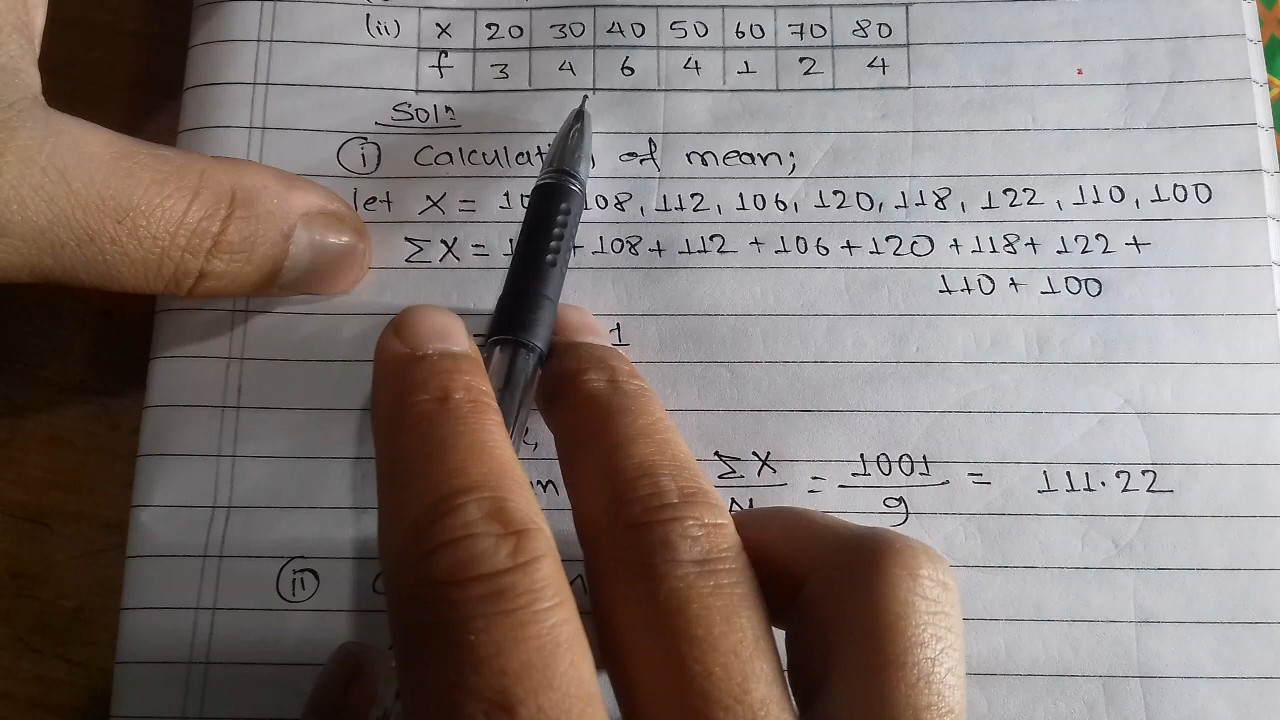 (ii) X 20 30 40 50 60 70 80
f 3 4 6 4 1 2 4
Solⁿ
(i) of mean;
let X = 108, 112, 106, 120, 118, 122, 110, 100
ΣX = + 108 + 112 + 106 + 120 + 118 + 122 +
110 + 100
1
ΣX = 1001 = 111.22
9
(ii)